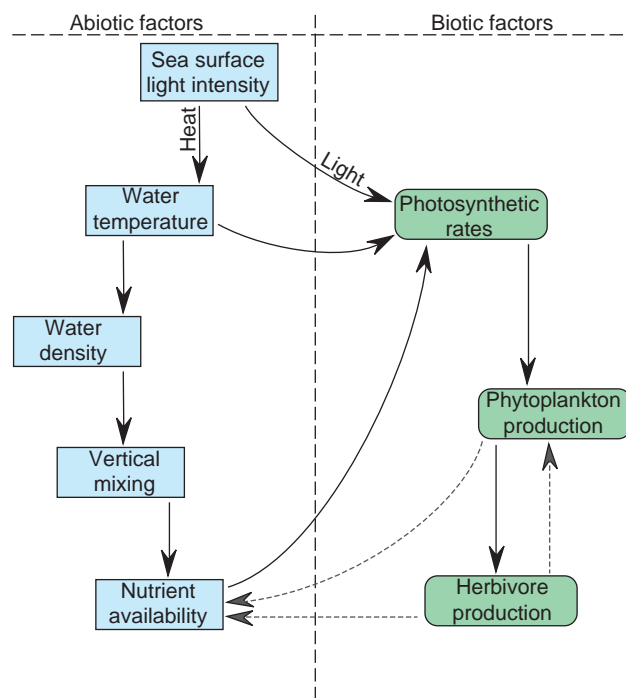 Abiotic factors
Biotic factors
Sea surface
light intensity
Heat
Light
Water
temperature
Photosynthetic
rates
Water
density
Phytoplankton
production
Vertical
mixing
Nutrient
availability
Herbivore
production